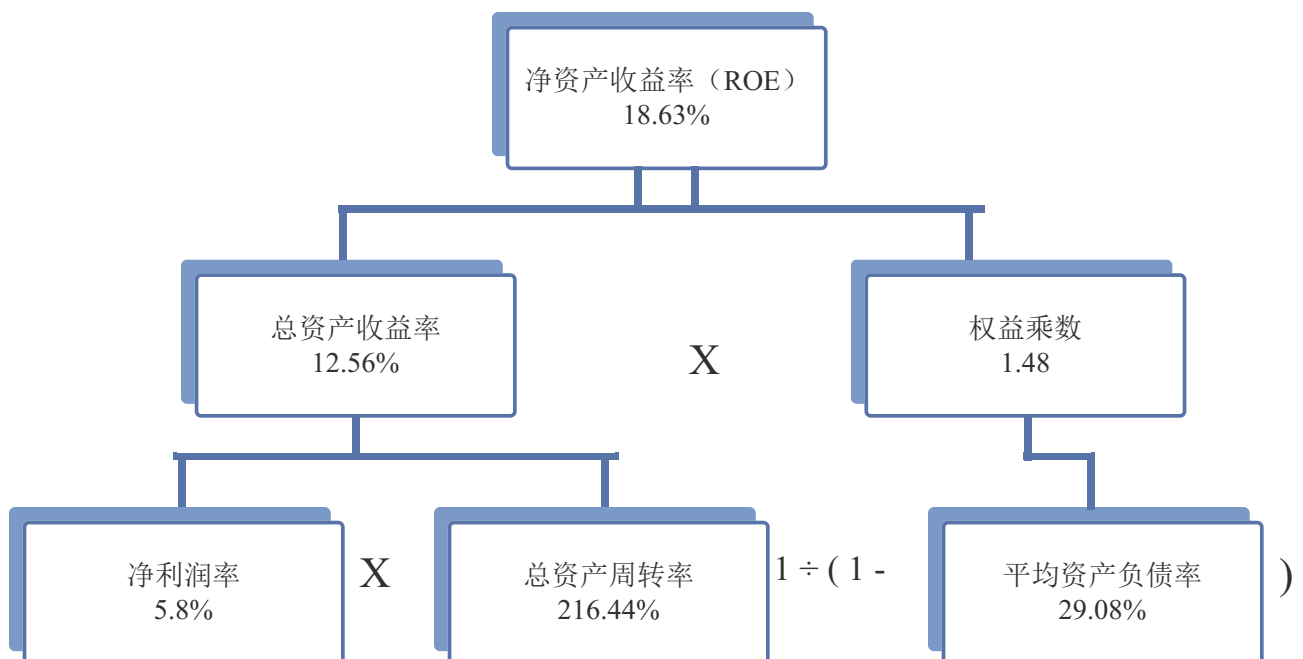 净资产收益率（ROE）
18.63%
总资产收益率
12.56%
X
权益乘数
1.48
净利润率
5.8%
X
总资产周转率
216.44%
1 ÷ ( 1 -
平均资产负债率
29.08%
)